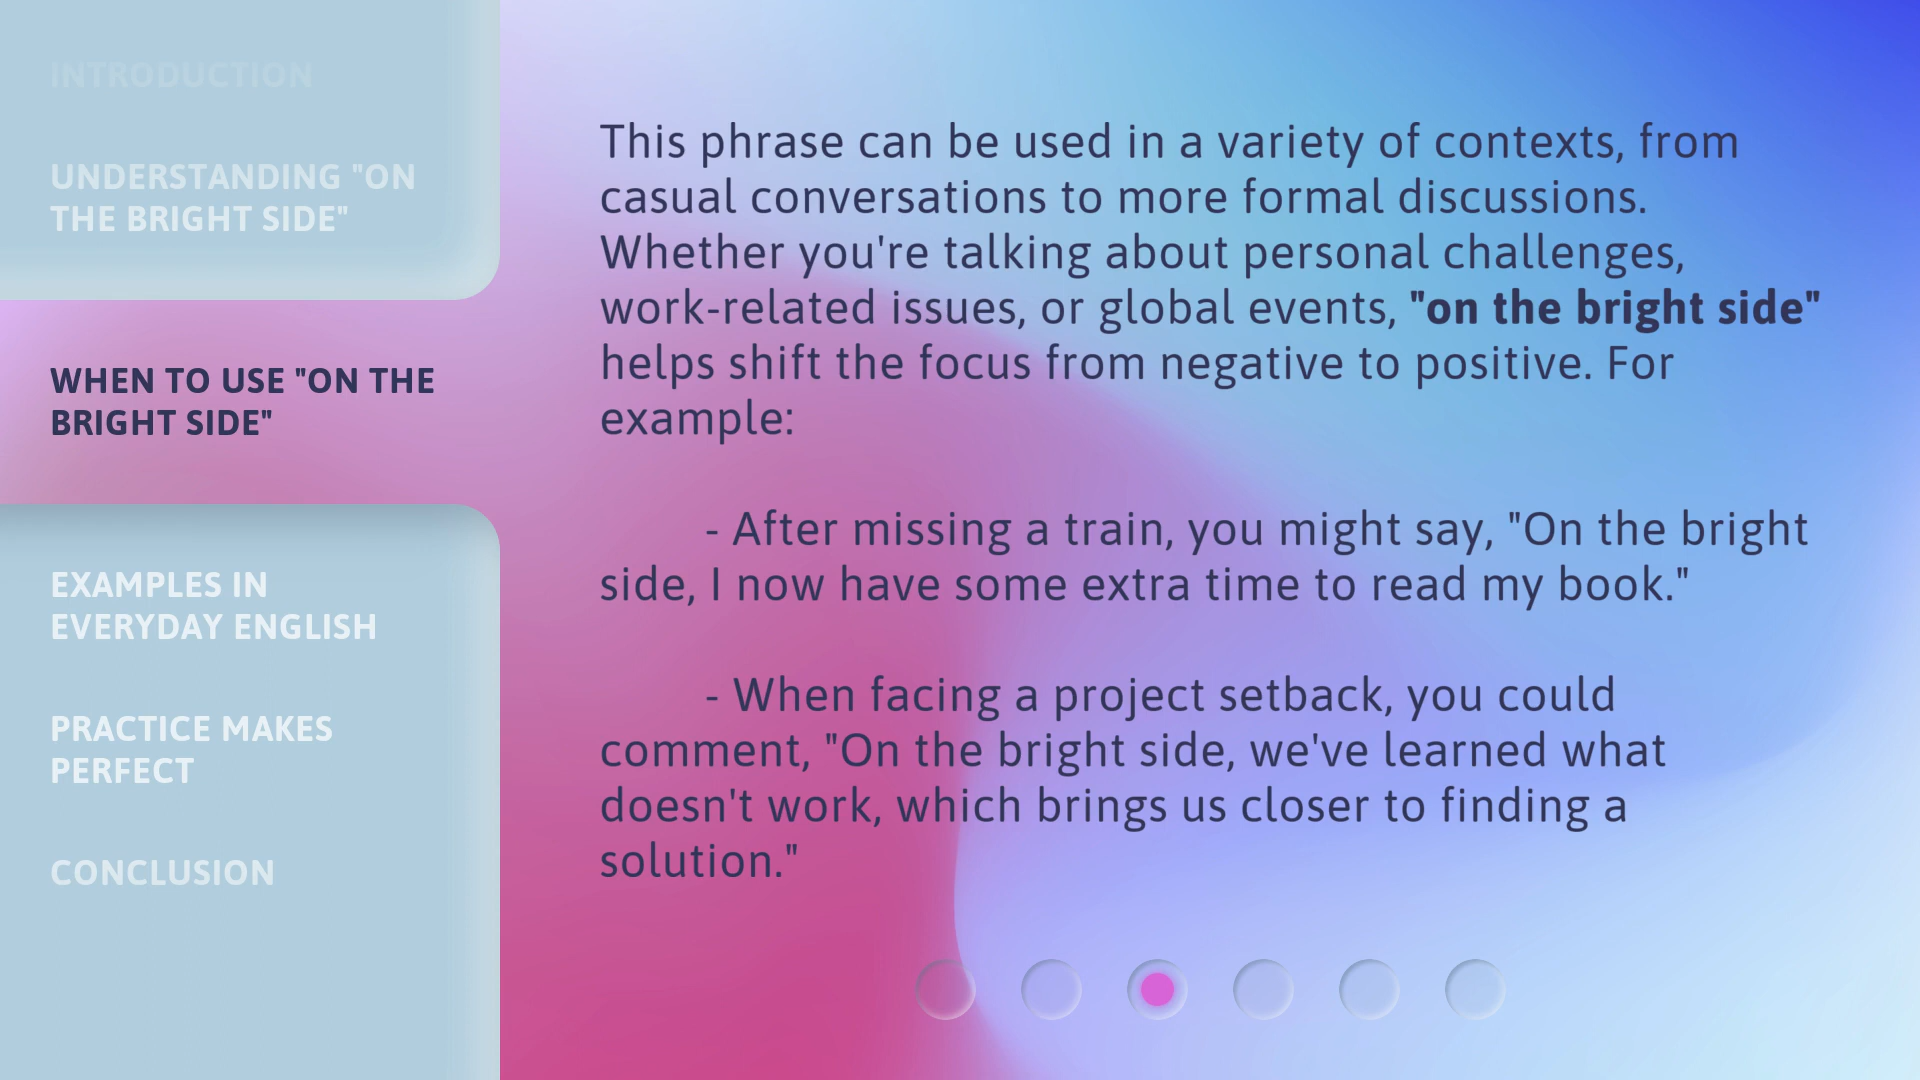 INTRODUCTION
UNDERSTANDING "ON
THE BRIGHT SIDE"
WHEN TO USE "ON THE
BRIGHT SIDE"
EXAMPLES IN
EVERYDAY ENGLISH
PRACTICE MAKES
PERFECT
CONCLUSION
This phrase can be used in a variety of contexts, from
casual conversations to more formal discussions.
Whether you're talking about personal challenges,
work-related issues, or global events, "on the bright side"
helps shift the focus from negative to positive. For
example:
- After missing a train, you might say, "On the bright
side, I now have some extra time to read my book."
- When facing a project setback, you could
comment, "On the bright side, we've learned what
doesn't work, which brings us closer to finding a
solution."